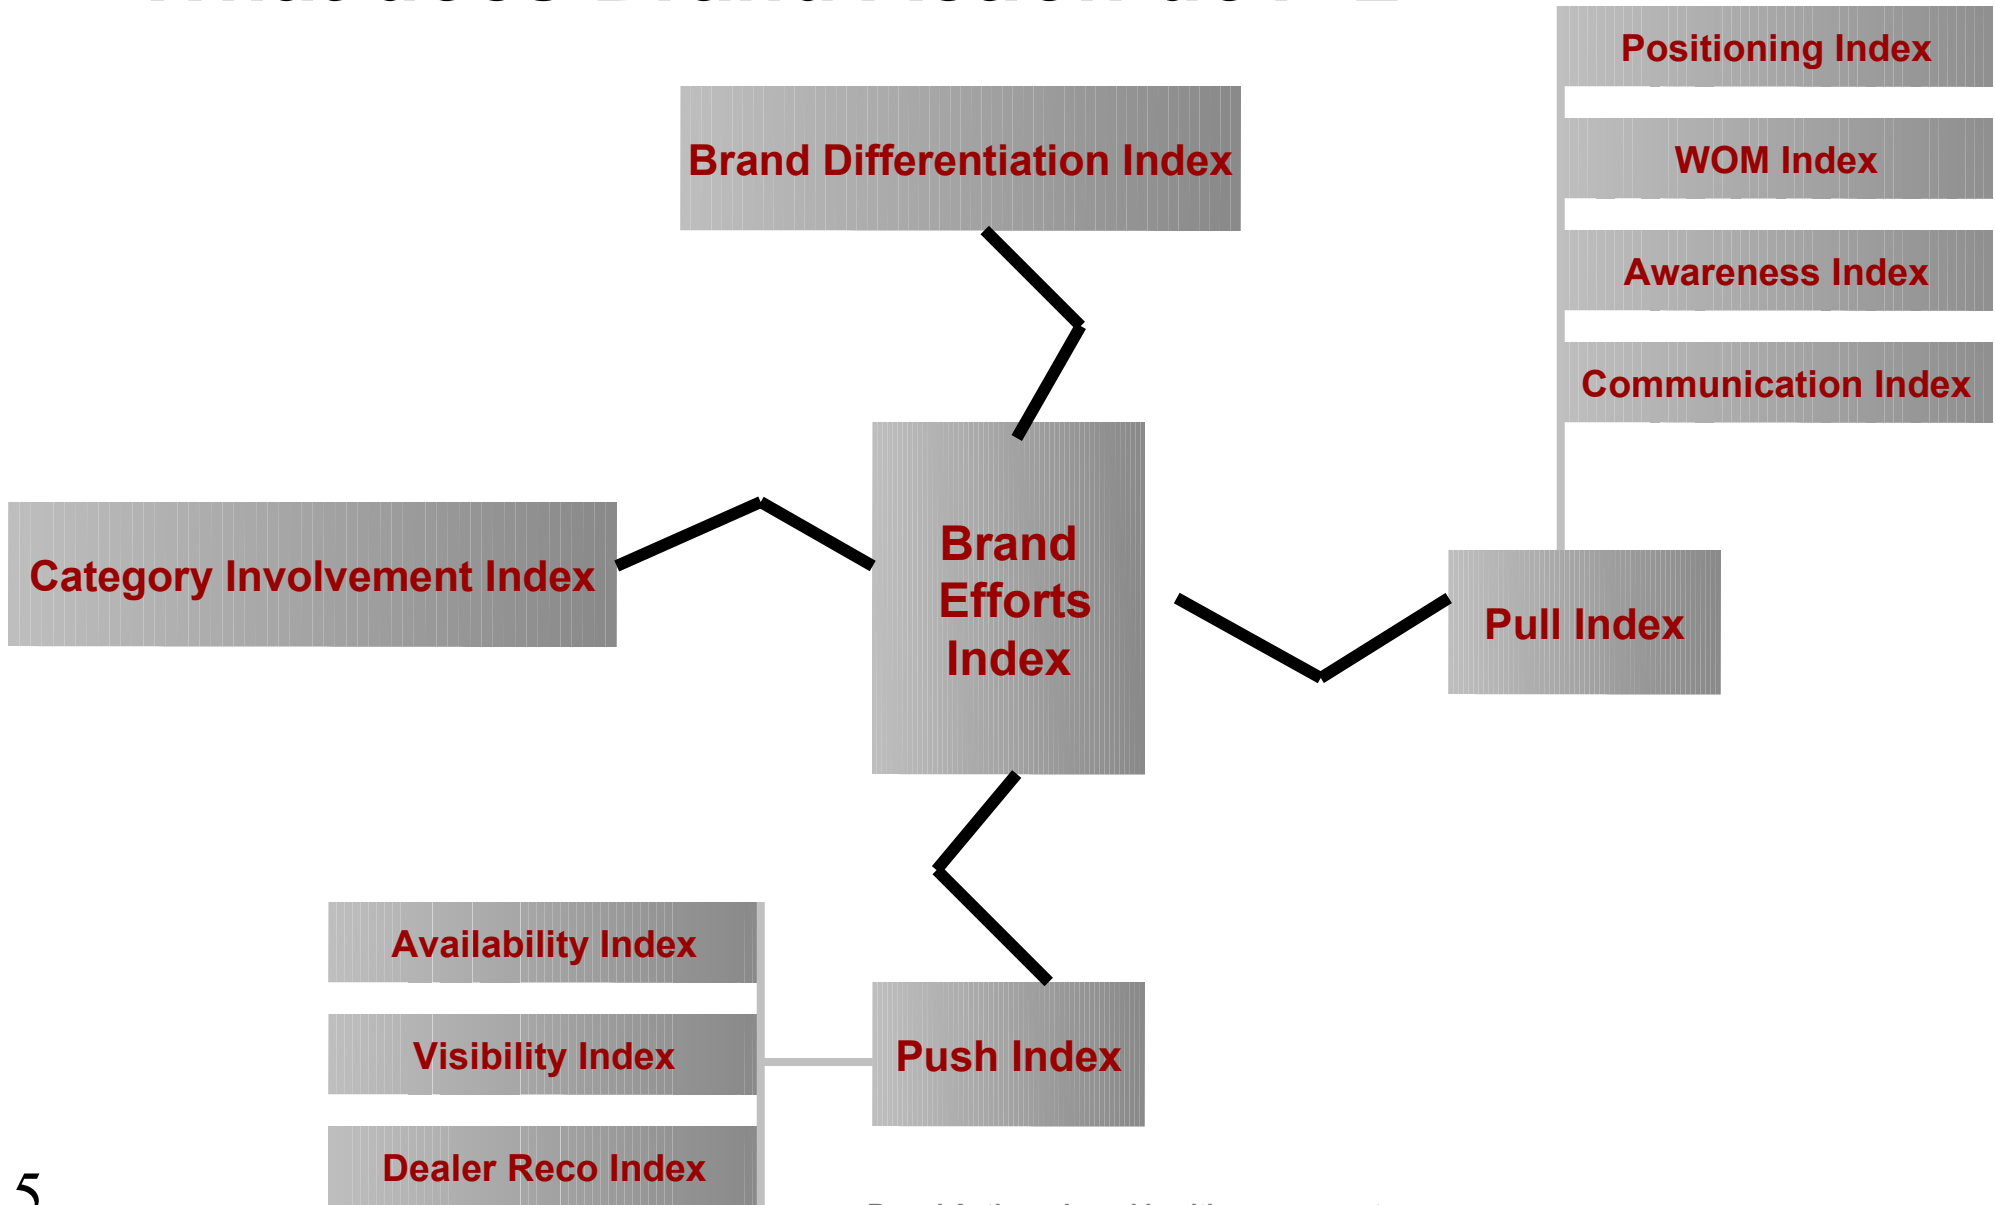 Positioning Index
Brand Differentiation Index
WOM Index
Awareness Index
Communication Index
Brand
Efforts
Index
Category Involvement Index
Pull Index
Availability Index
Visibility Index
Push Index
Dealer Reco Index
5